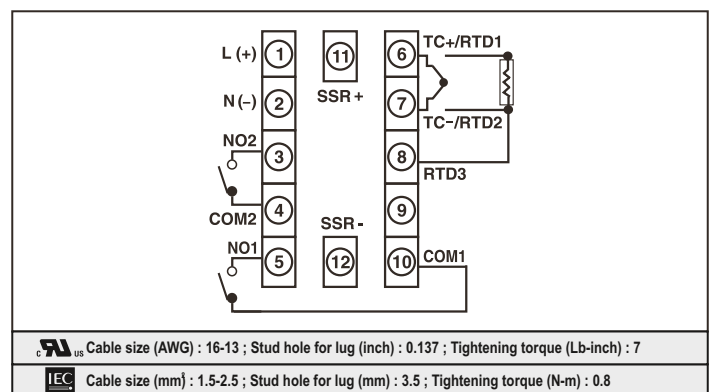 L (+) 1 11 6 TC+/RTD1
SSR +
N (−) 2 7
TC−/RTD2
NO2
3 8
RTD3
COM2 4 9
SSR -
NO1
5 12 10 COM1
c RU us Cable size (AWG) : 16-13 ; Stud hole for lug (inch) : 0.137 ; Tightening torque (Lb-inch) : 7
IEC Cable size (mm²) : 1.5-2.5 ; Stud hole for lug (mm) : 3.5 ; Tightening torque (N-m) : 0.8